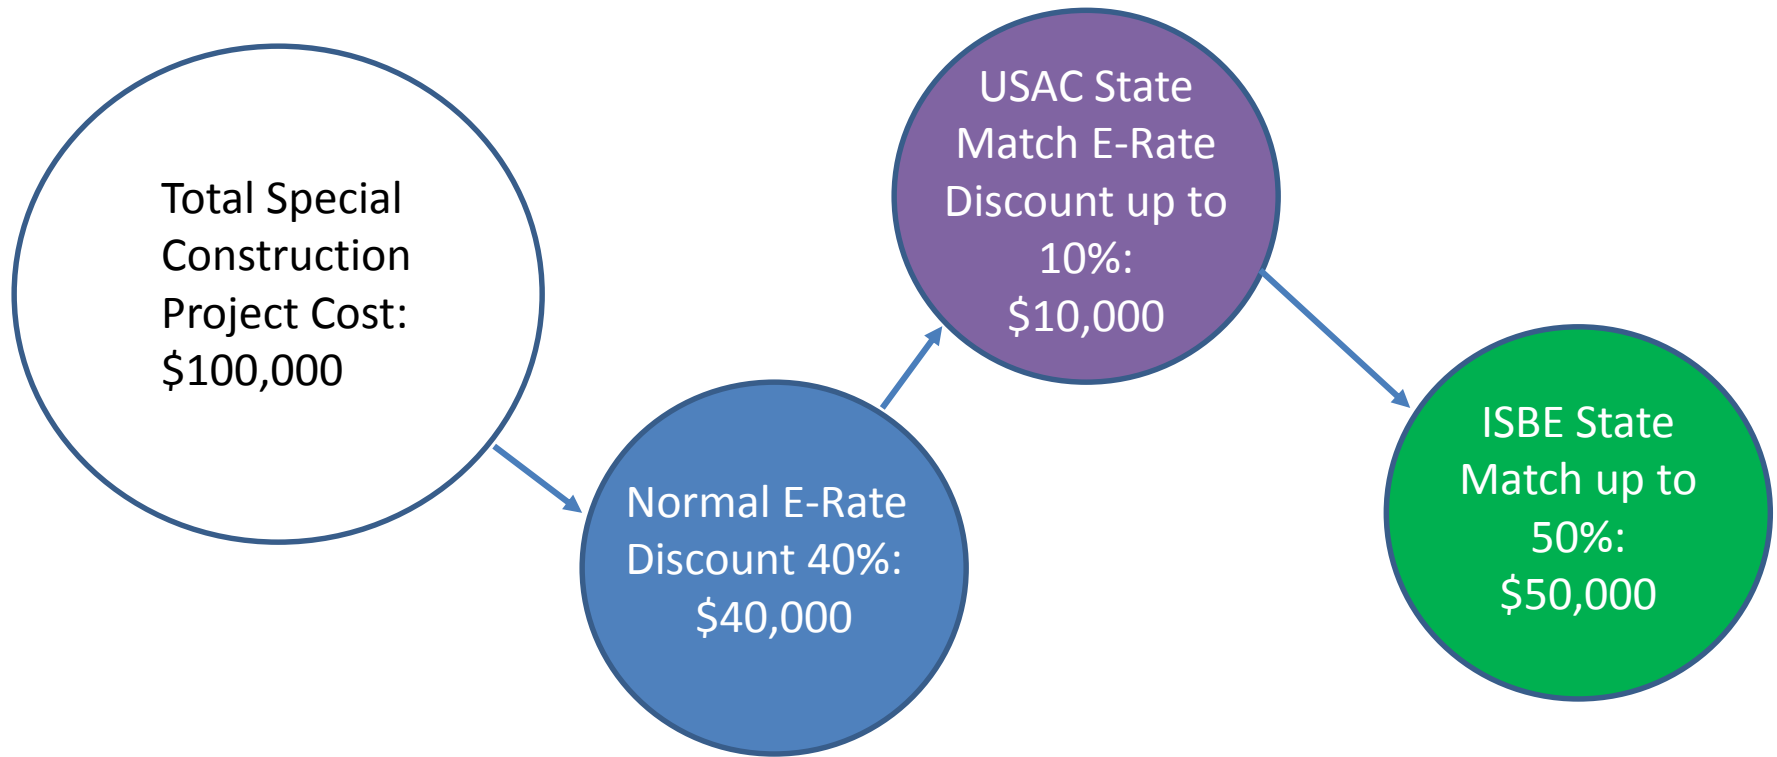 Total Special
Construction
Project Cost:
$100,000
Normal E-Rate
Discount 40%:
$40,000
USAC State
Match E-Rate
Discount up to
10%:
$10,000
ISBE State
Match up to
50%:
$50,000